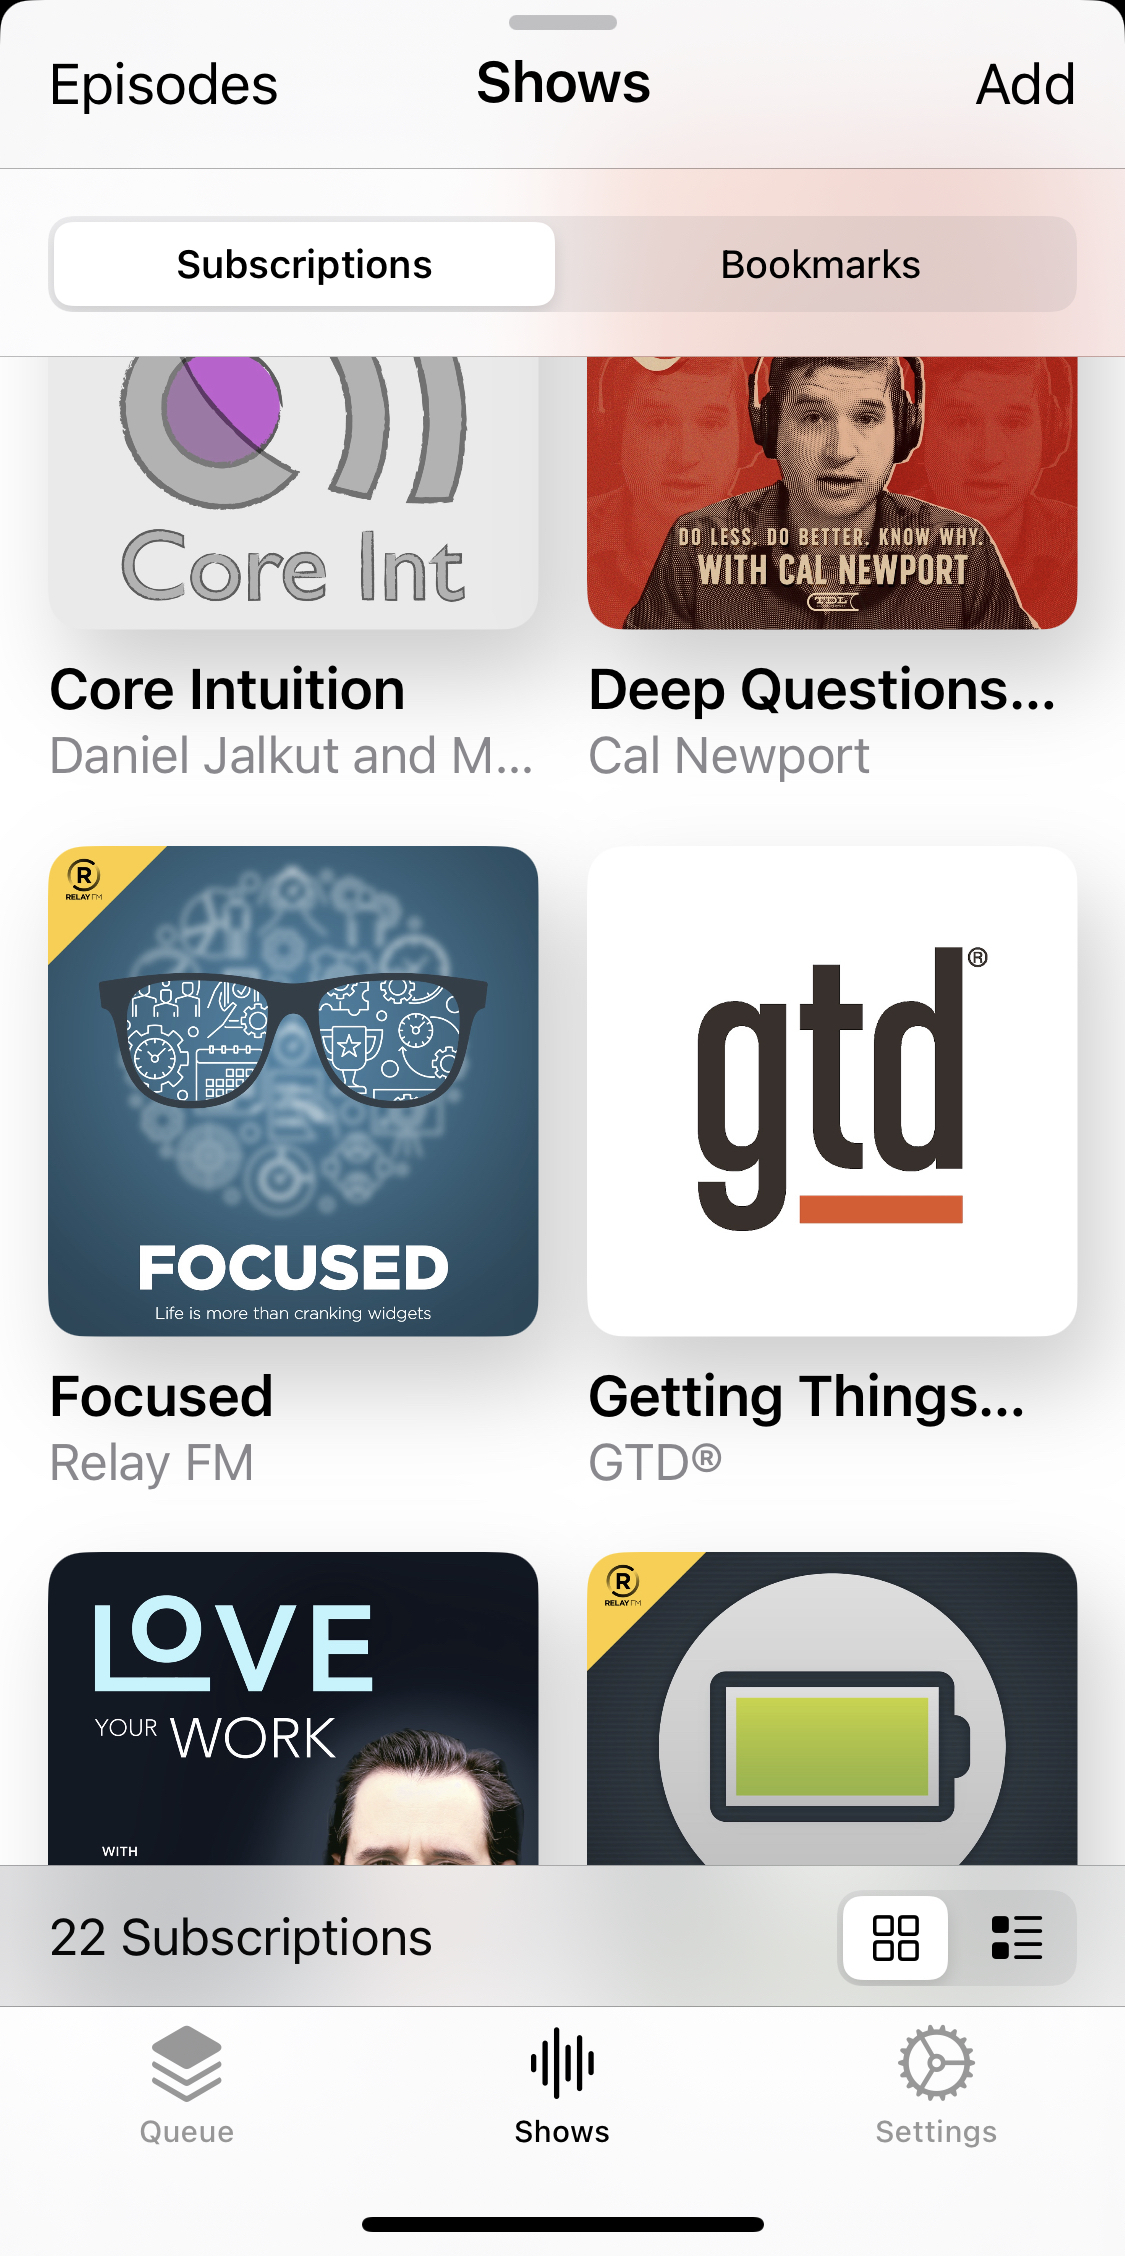 Episodes
Shows
Add
Subscriptions
Bookmarks
Core Int
DO LESS. DO BETTER. KNOW WHY.
WITH CAL NEWPORT
TDL
Core Intuition
Deep Questions...
Daniel Jalkut and M...
Cal Newport
R
RELAY FM
FOCUSED
Life is more than cranking widgets
gtd®
Focused
Getting Things...
Relay FM
GTD®
LOVE
YOUR WORK
WITH
R
RELAY FM
22 Subscriptions
Queue
Shows
Settings